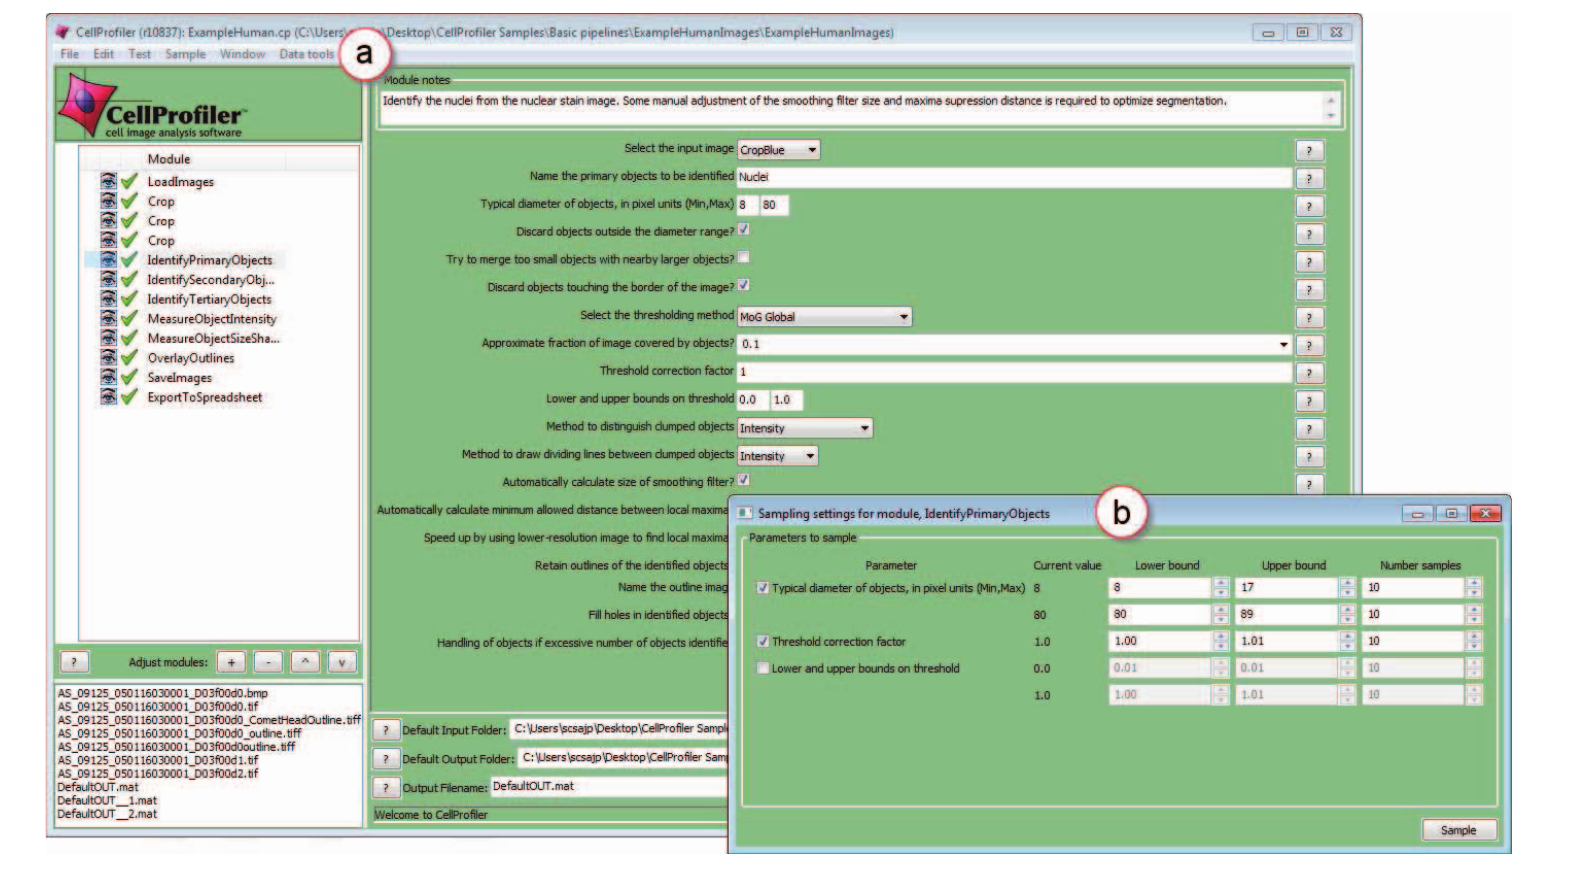 CellProfiler (r10837): ExampleHuman.cp (C:\Users\ \Desktop\CellProfiler Samples\Basic pipelines\ExampleHumanImages\ExampleHumanImages)
File Edit Test Sample Window Data tools
a
CellProfiler™
cell image analysis software
Module notes
Identify the nuclei from the nuclear stain image. Some manual adjustment of the smoothing filter size and maxima supression distance is required to optimize segmentation.
Module
LoadImages
Crop
Crop
Crop
IdentifyPrimaryObjects
IdentifySecondaryObj...
IdentifyTertiaryObjects
MeasureObjectIntensity
MeasureObjectSizeSha...
OverlayOutlines
SaveImages
ExportToSpreadsheet
? Adjust modules: + - ^ v
AS_09125_050116030001_D03f00d0.bmp
AS_09125_050116030001_D03f00d0.tif
AS_09125_050116030001_D03f00d0_CometHeadOutline.tiff
AS_09125_050116030001_D03f00d0_outline.tiff
AS_09125_050116030001_D03f00d0outline.tiff
AS_09125_050116030001_D03f00d1.tif
AS_09125_050116030001_D03f00d2.tif
DefaultOUT.mat
DefaultOUT__1.mat
DefaultOUT__2.mat
Select the input image CropBlue ?
Name the primary objects to be identified Nuclei ?
Typical diameter of objects, in pixel units (Min,Max) 8 80 ?
Discard objects outside the diameter range? ?
Try to merge too small objects with nearby larger objects? ?
Discard objects touching the border of the image? ?
Select the thresholding method MoG Global ?
Approximate fraction of image covered by objects? 0.1 ?
Threshold correction factor 1 ?
Lower and upper bounds on threshold 0.0 1.0 ?
Method to distinguish clumped objects Intensity ?
Method to draw dividing lines between clumped objects Intensity ?
Automatically calculate size of smoothing filter? ?
Automatically calculate minimum allowed distance between local maxima
Speed up by using lower-resolution image to find local maxima
Retain outlines of the identified objects
Name the outline imag
Fill holes in identified objects
Handling of objects if excessive number of objects identifie
? Default Input Folder: C:\Users\scsajp\Desktop\CellProfiler Sampl
? Default Output Folder: C:\Users\scsajp\Desktop\CellProfiler Sam
? Output Filename: DefaultOUT.mat
Welcome to CellProfiler
Sampling settings for module, IdentifyPrimaryObjects
b
Parameters to sample
Parameter Current value Lower bound Upper bound Number samples
Typical diameter of objects, in pixel units (Min,Max) 8 8 17 10
80 80 89 10
Threshold correction factor 1.0 1.00 1.01 10
Lower and upper bounds on threshold 0.0 0.01 0.01 10
1.0 1.00 1.01 10
Sample